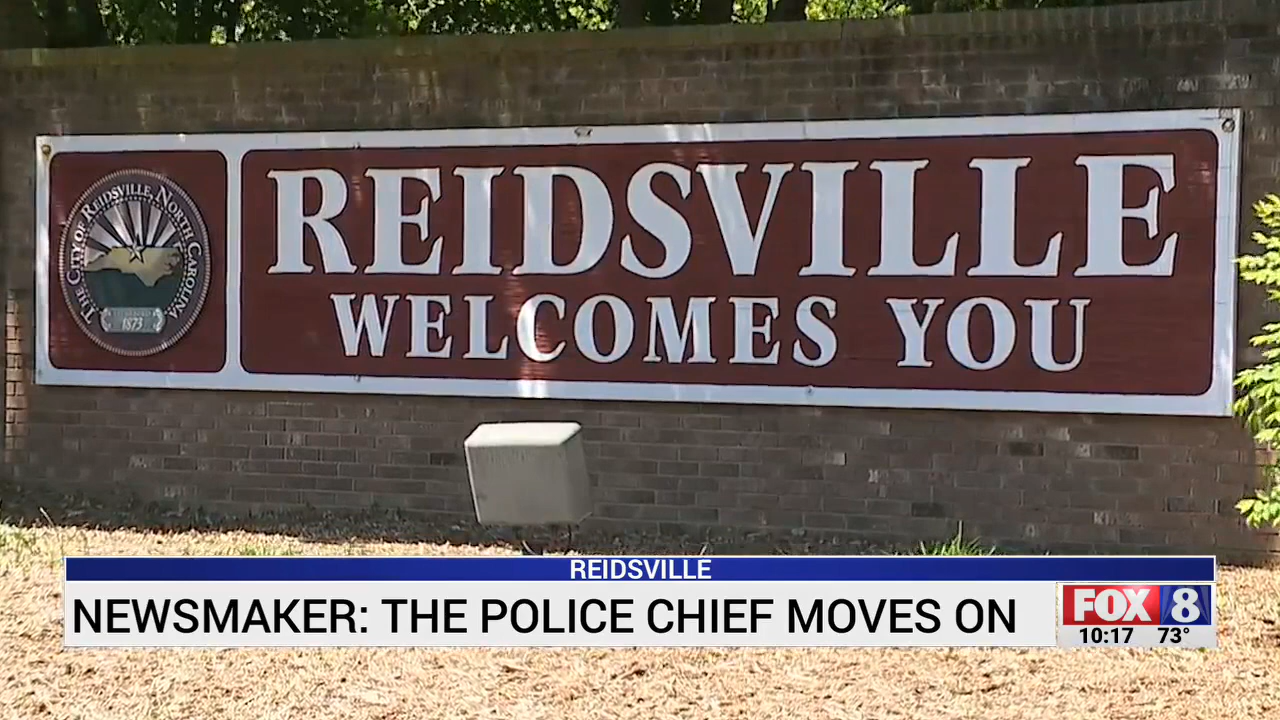 THE CITY OF REIDSVILLE, NORTH CAROLINA
1873
REIDSVILLE
WELCOMES YOU
REIDSVILLE
NEWSMAKER: THE POLICE CHIEF MOVES ON
FOX 8
10:17 73°